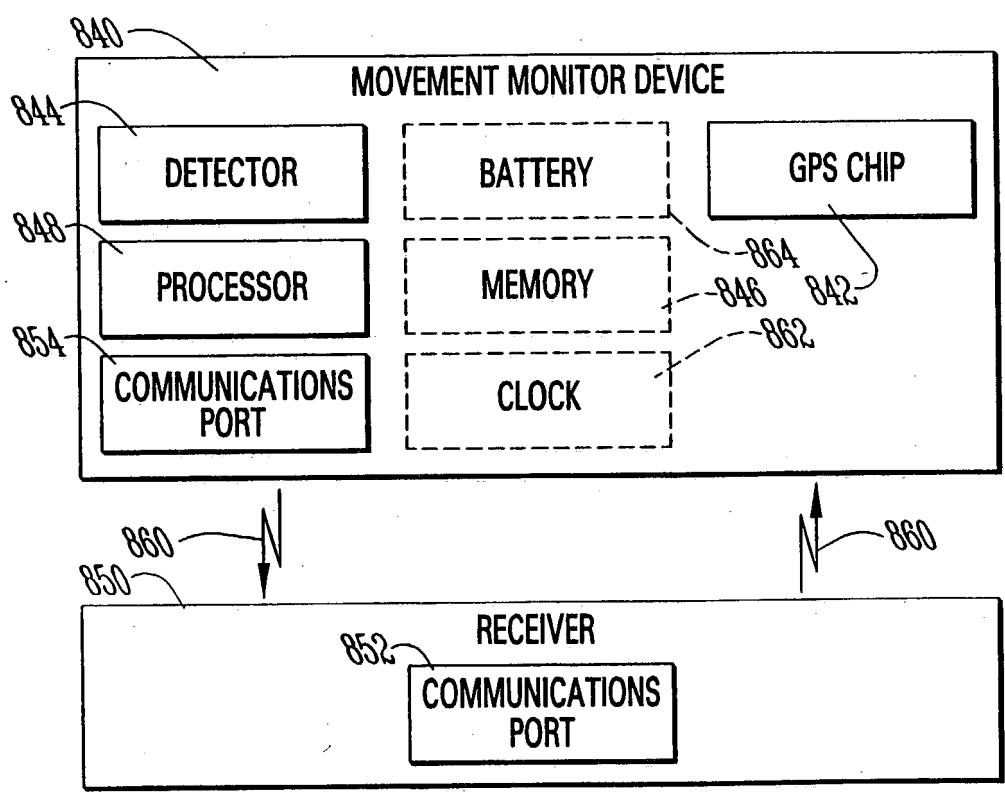 840
MOVEMENT MONITOR DEVICE
844
DETECTOR
BATTERY
GPS CHIP
848
864
PROCESSOR
MEMORY
846
842
854
862
COMMUNICATIONS
PORT
CLOCK
860
860
850
RECEIVER
852
COMMUNICATIONS
PORT